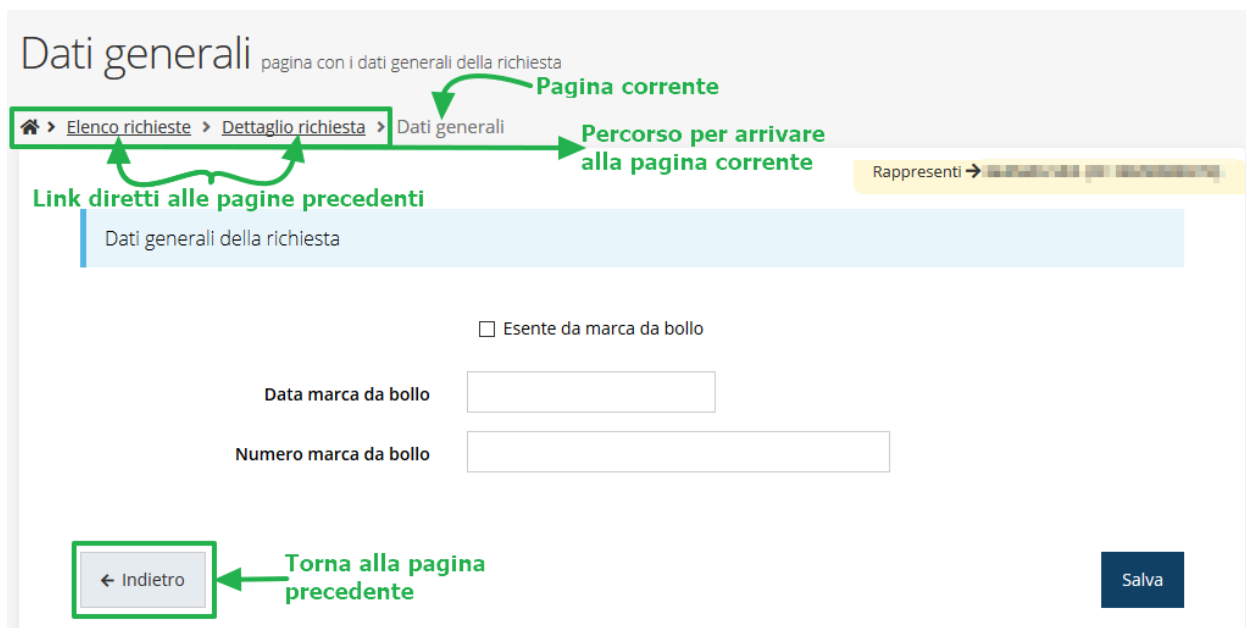 Dati generali pagina con i dati generali della richiesta
Pagina corrente
Elenco richieste > Dettaglio richiesta > Dati generali
Percorso per arrivare
alla pagina corrente
Rappresenti →
Link diretti alle pagine precedenti
Dati generali della richiesta
Esente da marca da bollo
Data marca da bollo
Numero marca da bollo
← Indietro
Torna alla pagina
precedente
Salva